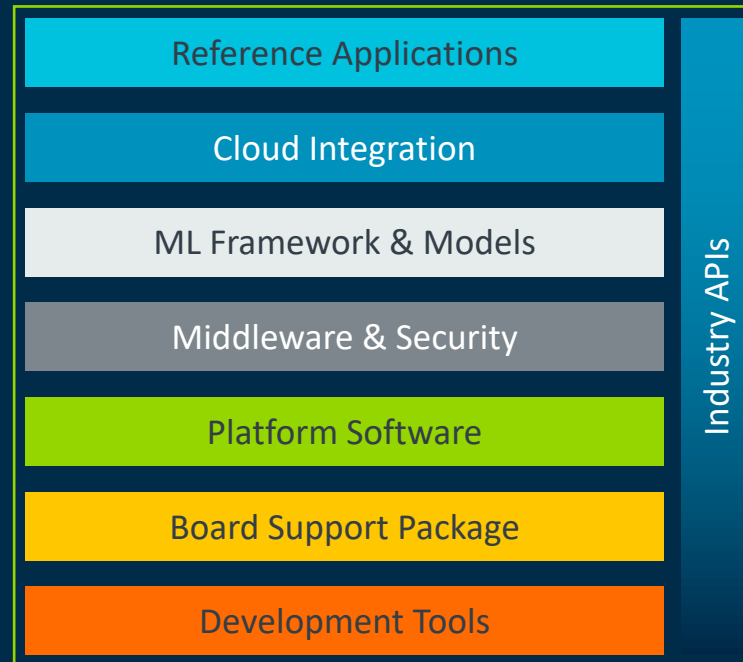 Reference Applications
Cloud Integration
ML Framework & Models
Middleware & Security
Platform Software
Board Support Package
Development Tools
Industry APIs